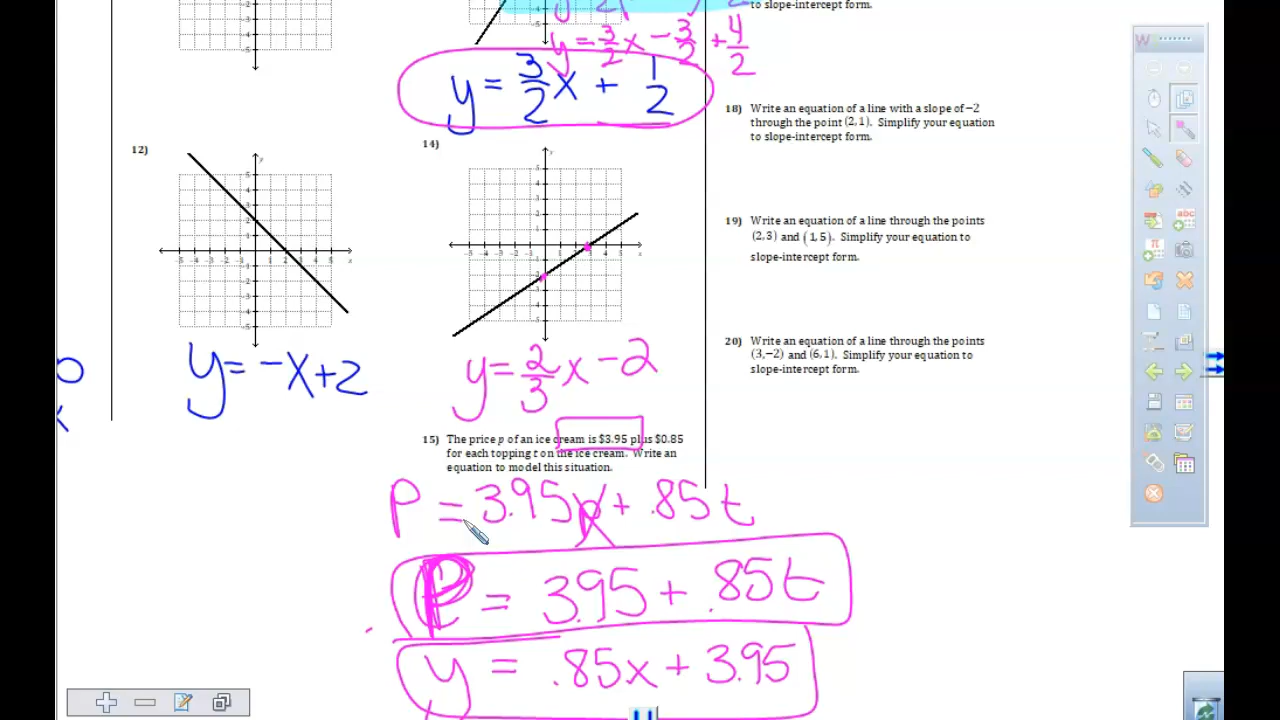 to slope-intercept form.
y = 3/2 x - 3/2 + 4/2
y = 3/2 x + 1/2
12)
y = -x+2
14)
y = 2/3 x - 2
15) The price p of an ice cream is $3.95 plus $0.85
for each topping t on the ice cream. Write an
equation to model this situation.
P = 3.95p + .85t
P = 3.95 + .85t
y = .85x + 3.95
18) Write an equation of a line with a slope of −2
through the point (2,1). Simplify your equation
to slope-intercept form.
19) Write an equation of a line through the points
(2,3) and (1,5). Simplify your equation to
slope-intercept form.
20) Write an equation of a line through the points
(3,−2) and (6,1). Simplify your equation to
slope-intercept form.